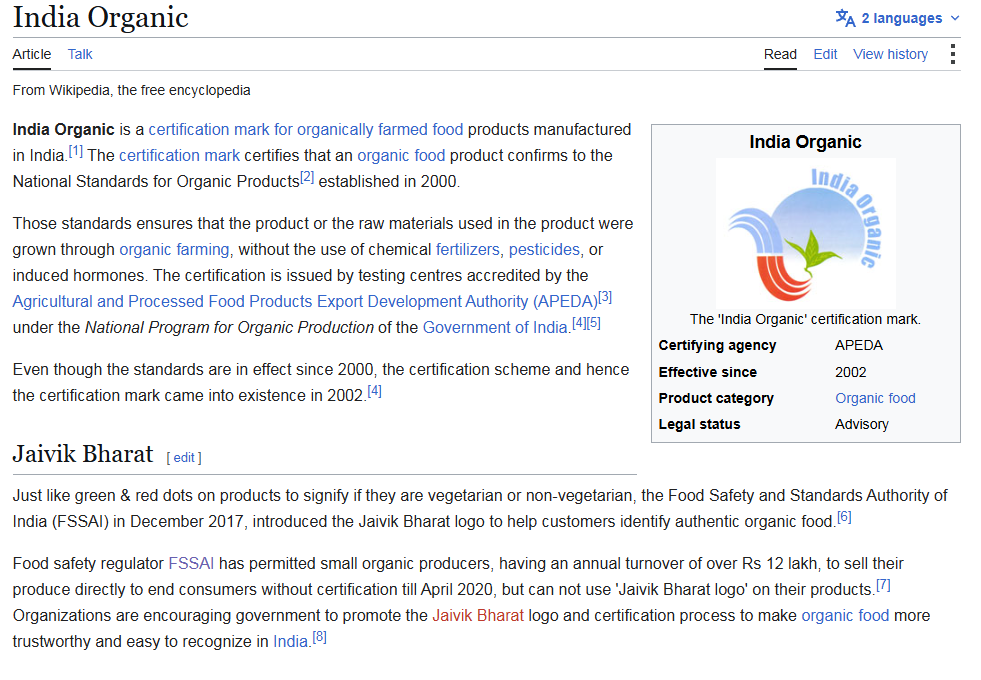 India Organic
2 languages
Article Talk
Read Edit View history
From Wikipedia, the free encyclopedia
India Organic is a certification mark for organically farmed food products manufactured
in India.[1] The certification mark certifies that an organic food product confirms to the
National Standards for Organic Products[2] established in 2000.
Those standards ensures that the product or the raw materials used in the product were
grown through organic farming, without the use of chemical fertilizers, pesticides, or
induced hormones. The certification is issued by testing centres accredited by the
Agricultural and Processed Food Products Export Development Authority (APEDA)[3]
under the National Program for Organic Production of the Government of India.[4][5]
Even though the standards are in effect since 2000, the certification scheme and hence
the certification mark came into existence in 2002.[4]
India Organic
India Organic
The 'India Organic' certification mark.
Certifying agency APEDA
Effective since 2002
Product category Organic food
Legal status Advisory
Jaivik Bharat [ edit ]
Just like green & red dots on products to signify if they are vegetarian or non-vegetarian, the Food Safety and Standards Authority of
India (FSSAI) in December 2017, introduced the Jaivik Bharat logo to help customers identify authentic organic food.[6]
Food safety regulator FSSAI has permitted small organic producers, having an annual turnover of over Rs 12 lakh, to sell their
produce directly to end consumers without certification till April 2020, but can not use 'Jaivik Bharat logo' on their products.[7]
Organizations are encouraging government to promote the Jaivik Bharat logo and certification process to make organic food more
trustworthy and easy to recognize in India.[8]